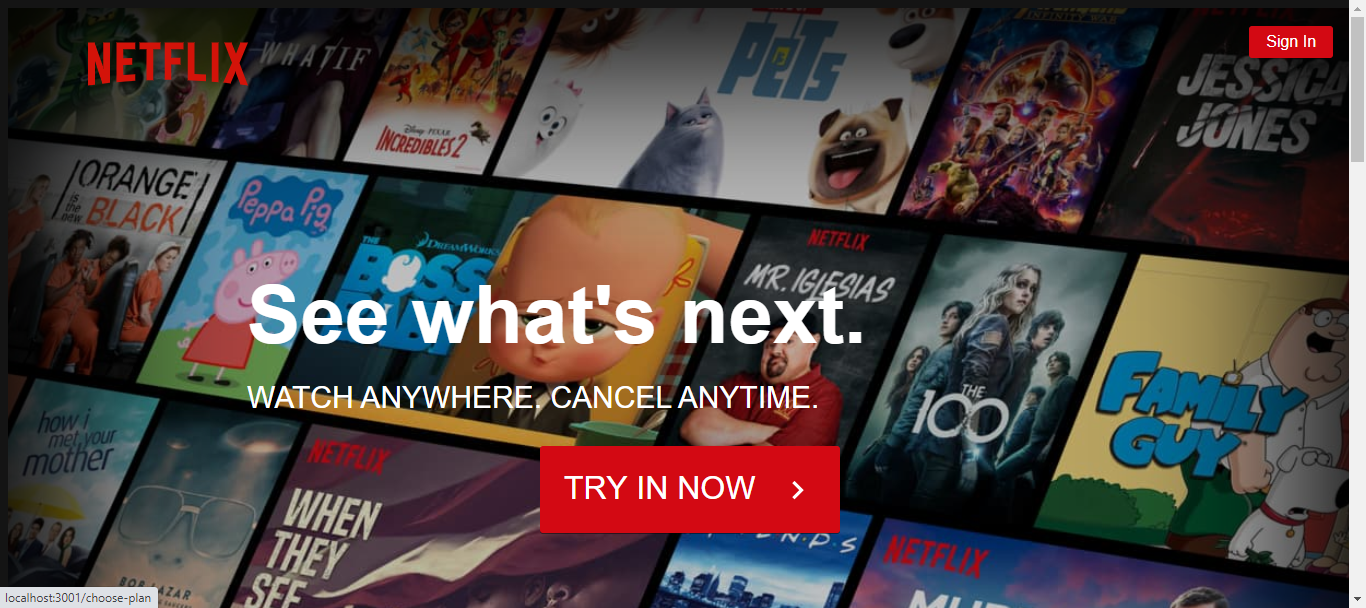 NETFLIX
Sign In
WHAT IF
Disney PIXAR
INCREDIBLES 2
PETS
INFINITY WAR
JESSICA
JONES
ORANGE
is the new
BLACK
Peppa Pig
THE
DREAMWORKS
BOSS
NETFLIX
MR. IGLESIAS
See what's next.
WATCH ANYWHERE. CANCEL ANYTIME.
THE
100
FAMILY
GUY
how i
met your
mother
NETFLIX
WHEN
THEY
SEE
TRY IN NOW
BOB LAZAR
NETFLIX
localhost:3001/choose-plan